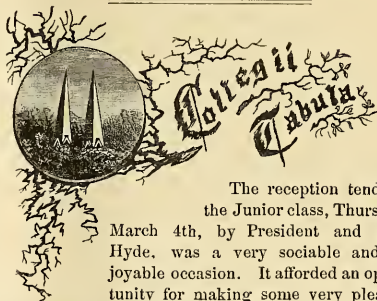 Collegii
Tabula
The reception tend
the Junior class, Thurs
March 4th, by President and
Hyde, was a very sociable and
joyable occasion. It afforded an op
tunity for making some very plea